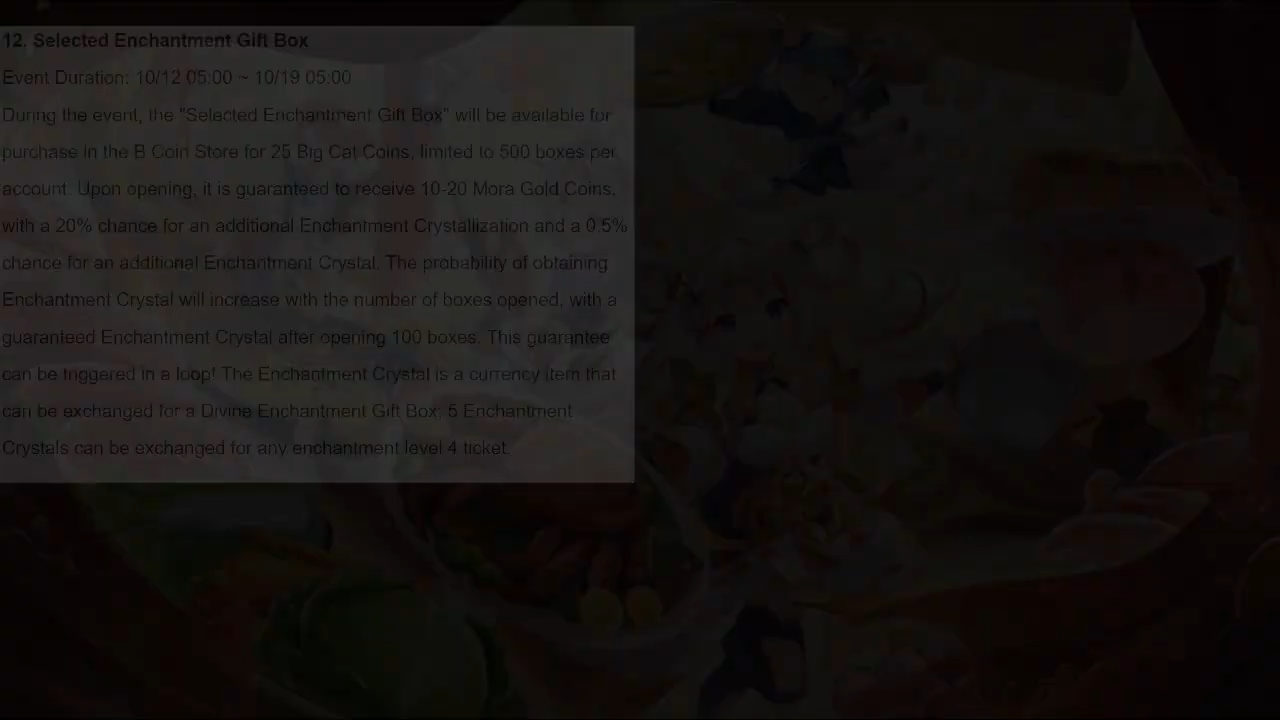 12. Selected Enchantment Gift Box
Event Duration: 10/12 05:00 ~ 10/19 05:00
During the event, the "Selected Enchantment Gift Box" will be available for
purchase in the B Coin Store for 25 Big Cat Coins, limited to 500 boxes per
account. Upon opening, it is guaranteed to receive 10-20 Mora Gold Coins,
with a 20% chance for an additional Enchantment Crystallization and a 0.5%
chance for an additional Enchantment Crystal. The probability of obtaining
Enchantment Crystal will increase with the number of boxes opened, with a
guaranteed Enchantment Crystal after opening 100 boxes. This guarantee
can be triggered in a loop! The Enchantment Crystal is a currency item that
can be exchanged for a Divine Enchantment Gift Box; 5 Enchantment
Crystals can be exchanged for any enchantment level 4 ticket.